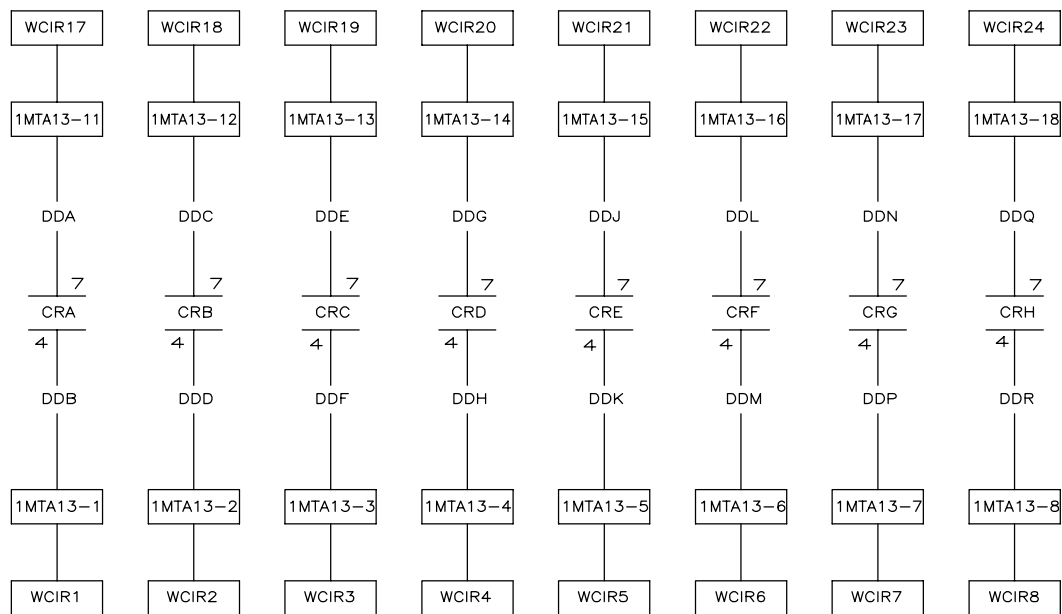 WCIR17 WCIR18 WCIR19 WCIR20 WCIR21 WCIR22 WCIR23 WCIR24
1MTA13-11 1MTA13-12 1MTA13-13 1MTA13-14 1MTA13-15 1MTA13-16 1MTA13-17 1MTA13-18
DDA DDC DDE DDG DDJ DDL DDN DDQ
7 7 7 7 7 7 7 7
CRA CRB CRC CRD CRE CRF CRG CRH
4 4 4 4 4 4 4 4
DDB DDD DDF DDH DDK DDM DDP DDR
1MTA13-1 1MTA13-2 1MTA13-3 1MTA13-4 1MTA13-5 1MTA13-6 1MTA13-7 1MTA13-8
WCIR1 WCIR2 WCIR3 WCIR4 WCIR5 WCIR6 WCIR7 WCIR8